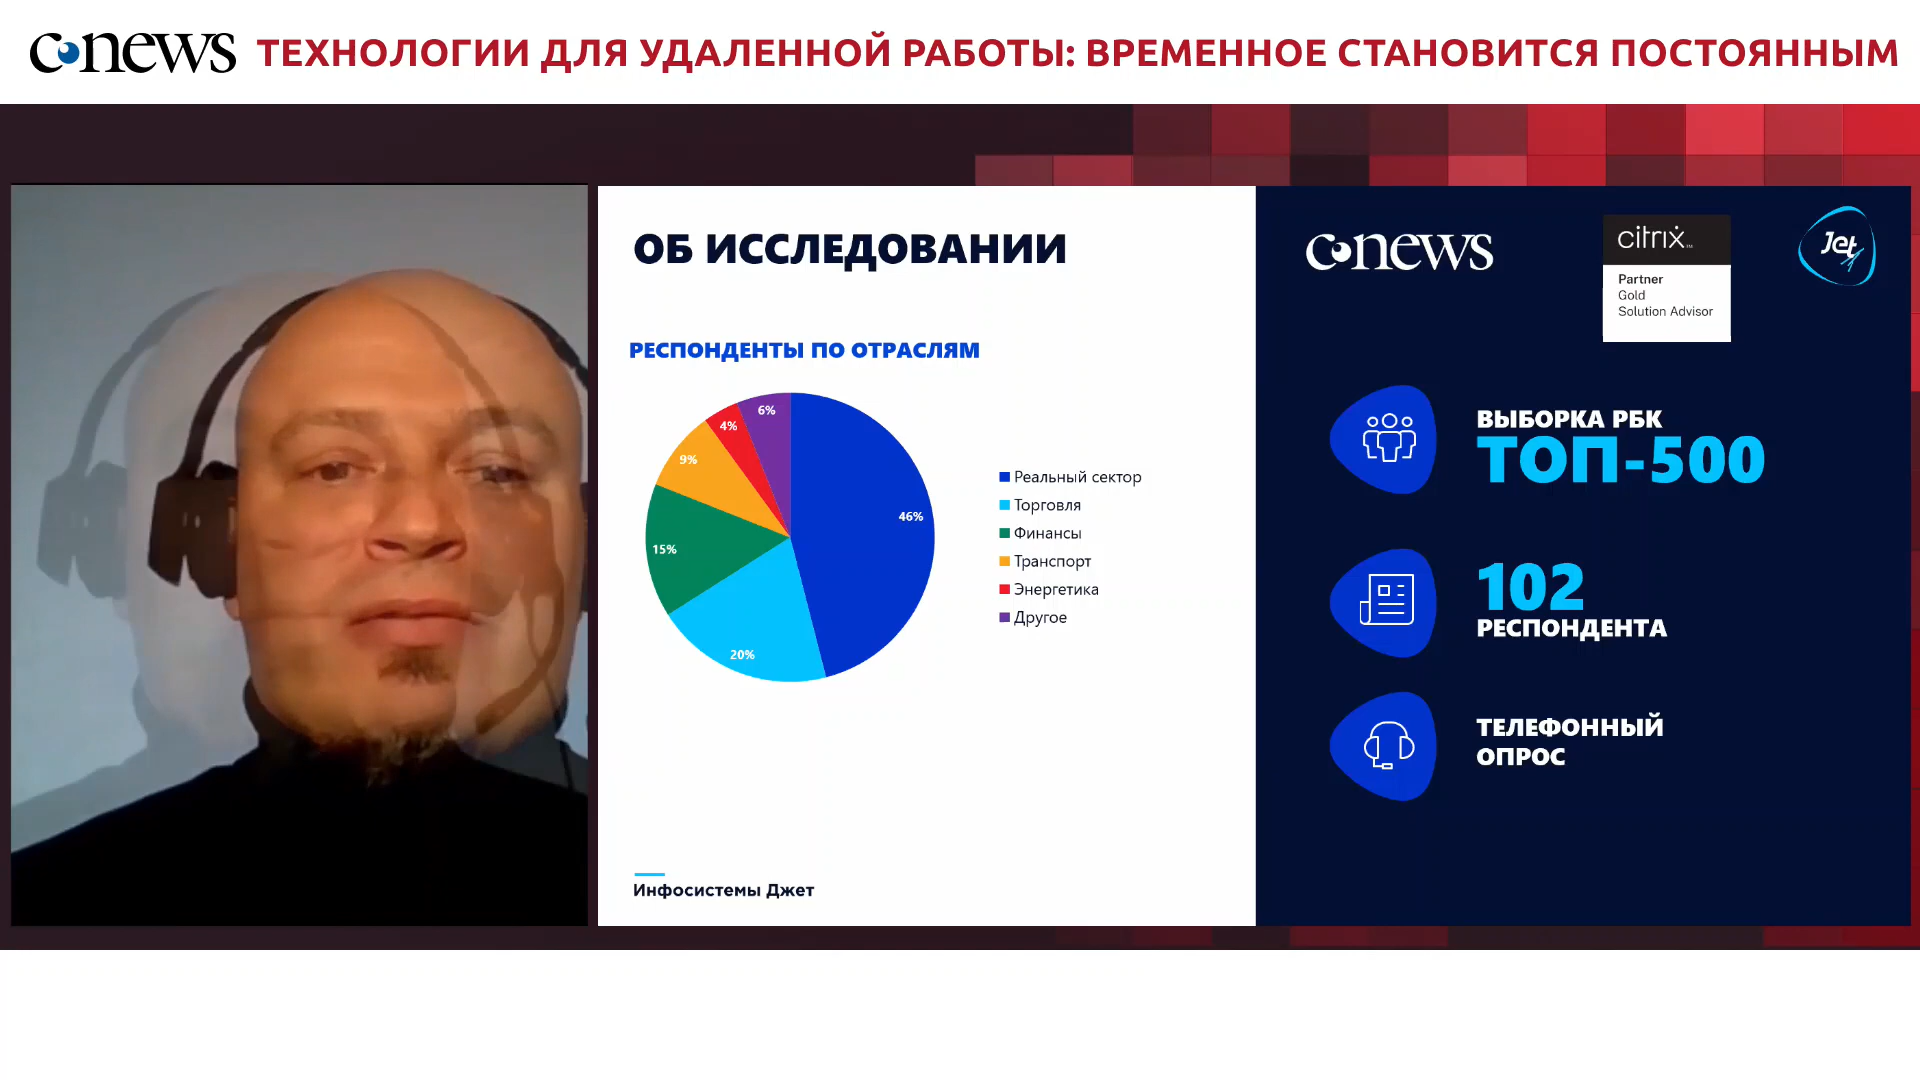 cnews ТЕХНОЛОГИИ ДЛЯ УДАЛЕННОЙ РАБОТЫ: ВРЕМЕННОЕ СТАНОВИТСЯ ПОСТОЯННЫМ
ОБ ИССЛЕДОВАНИИ
РЕСПОНДЕНТЫ ПО ОТРАСЛЯМ
6%
4%
9%
46%
15%
20%
Реальный сектор
Торговля
Финансы
Транспорт
Энергетика
Другое
Инфосистемы Джет
cnews
citrix
Partner
Gold
Solution Advisor
Jet
ВЫБОРКА РБК
ТОП-500
102
РЕСПОНДЕНТА
ТЕЛЕФОННЫЙ
ОПРОС